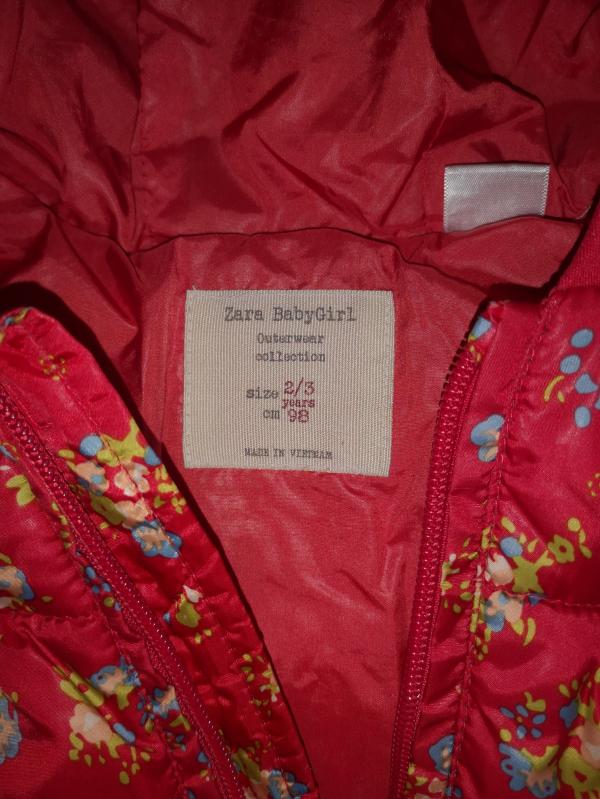 Zara BabyGirl
Outerwear
collection
size 2/3
years
cm 98
MADE IN VIETNAM